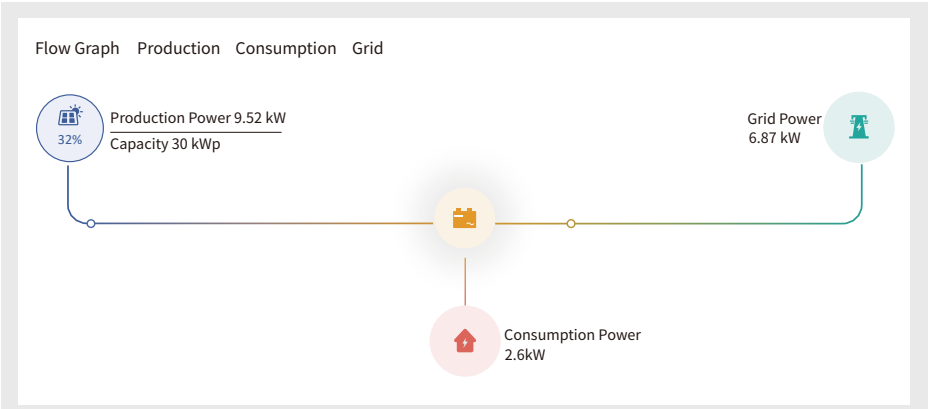 Flow Graph Production Consumption Grid
32%
Production Power 9.52 kW
Capacity 30 kWp
Grid Power
6.87 kW
Consumption Power
2.6kW